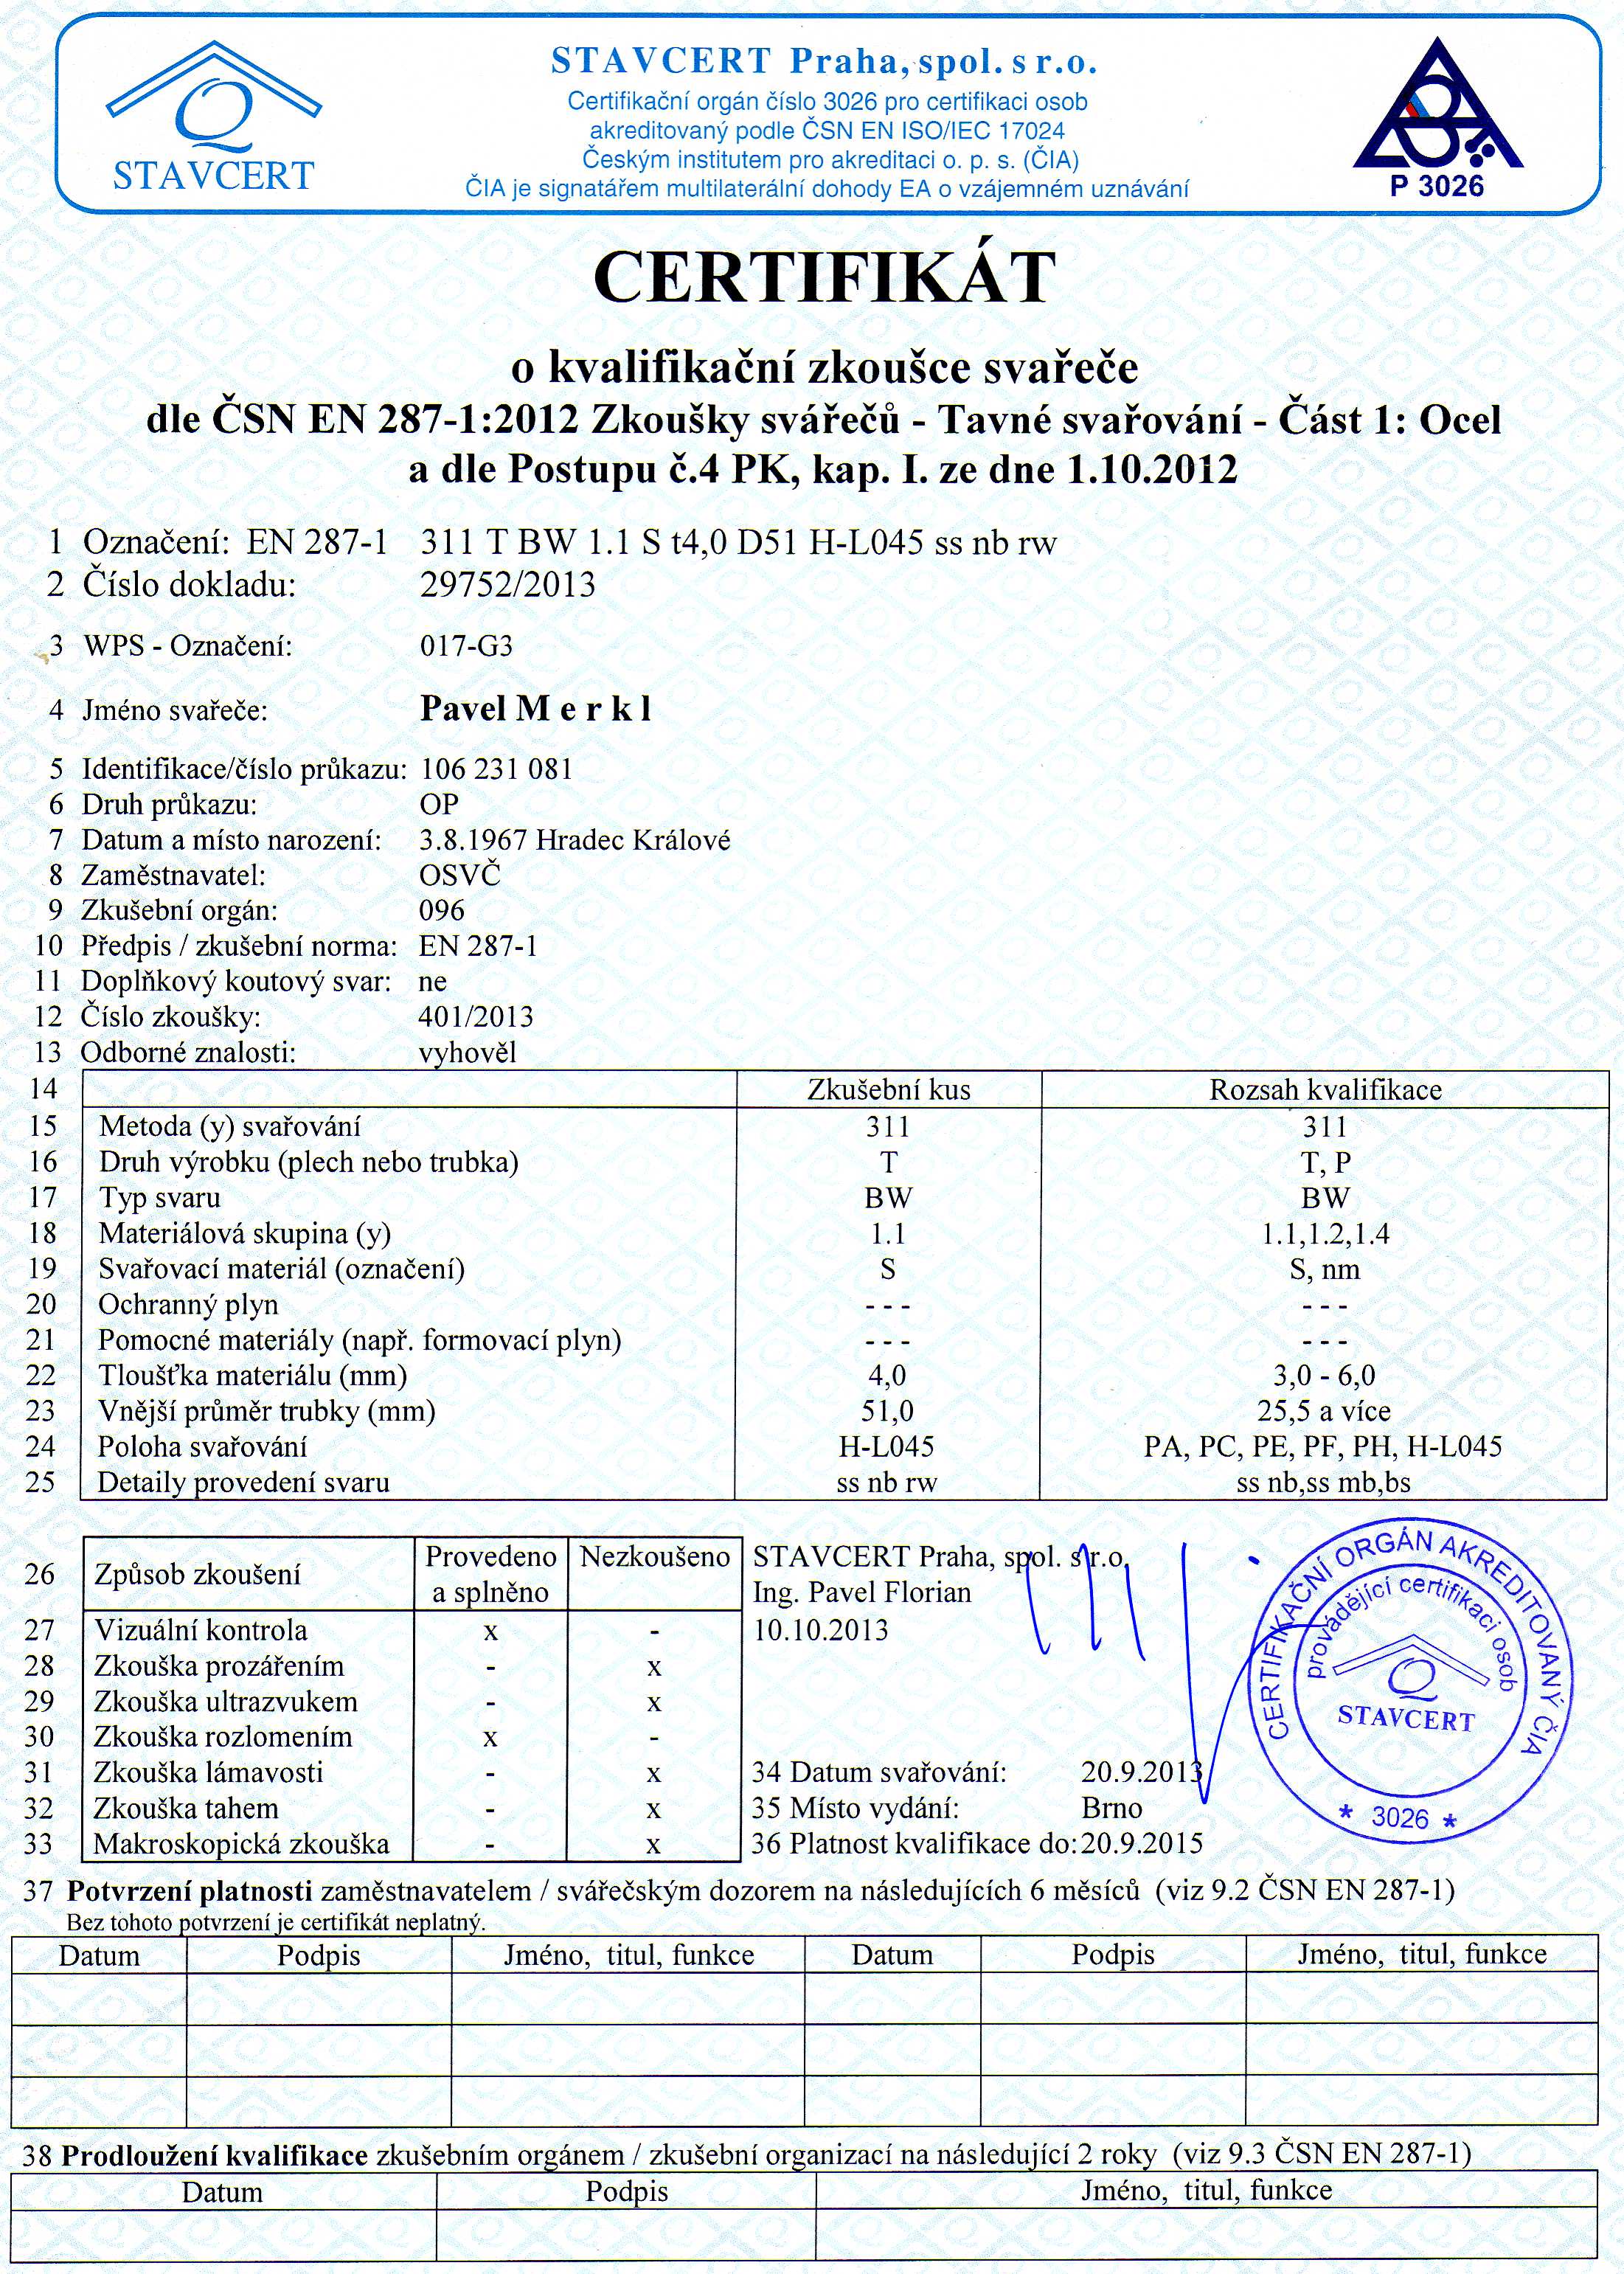 STAVCERT
STAVCERT Praha, spol. s r.o.
Certifikační orgán číslo 3026 pro certifikaci osob
akreditovaný podle ČSN EN ISO/IEC 17024
Českým institutem pro akreditaci o. p. s. (ČIA)
ČIA je signatářem multilaterální dohody EA o vzájemném uznávání
P 3026
CERTIFIKÁT
o kvalifikační zkoušce svařeče
dle ČSN EN 287-1:2012 Zkoušky svářečů - Tavné svařování - Část 1: Ocel
a dle Postupu č.4 PK, kap. I. ze dne 1.10.2012
1 Označení: EN 287-1 311 T BW 1.1 S t4,0 D51 H-L045 ss nb rw
2 Číslo dokladu: 29752/2013
3 WPS - Označení: 017-G3
4 Jméno svařeče: Pavel M e r k l
5 Identifikace/číslo průkazu: 106 231 081
6 Druh průkazu: OP
7 Datum a místo narození: 3.8.1967 Hradec Králové
8 Zaměstnavatel: OSVČ
9 Zkušební orgán: 096
10 Předpis / zkušební norma: EN 287-1
11 Doplňkový koutový svar: ne
12 Číslo zkoušky: 401/2013
13 Odborné znalosti: vyhověl
14 Zkušební kus Rozsah kvalifikace
15 Metoda (y) svařování 311 311
16 Druh výrobku (plech nebo trubka) T T, P
17 Typ svaru BW BW
18 Materiálová skupina (y) 1.1 1.1,1.2,1.4
19 Svařovací materiál (označení) S S, nm
20 Ochranný plyn - - - - - -
21 Pomocné materiály (např. formovací plyn) - - - - - -
22 Tloušťka materiálu (mm) 4,0 3,0 - 6,0
23 Vnější průměr trubky (mm) 51,0 25,5 a více
24 Poloha svařování H-L045 PA, PC, PE, PF, PH, H-L045
25 Detaily provedení svaru ss nb rw ss nb,ss mb,bs
26 Způsob zkoušení Provedeno a splněno Nezkoušeno
27 Vizuální kontrola x -
28 Zkouška prozářením - x
29 Zkouška ultrazvukem - x
30 Zkouška rozlomením x -
31 Zkouška lámavosti - x
32 Zkouška tahem - x
33 Makroskopická zkouška - x
STAVCERT Praha, spol. s r.o.
Ing. Pavel Florian
10.10.2013
34 Datum svařování: 20.9.2013
35 Místo vydání: Brno
36 Platnost kvalifikace do: 20.9.2015
CERTIFIKAČNÍ ORGÁN AKREDITOVANÝ ČIA
provádějící certifikaci osob
STAVCERT
* 3026 *
37 Potvrzení platnosti zaměstnavatelem / svářečským dozorem na následujících 6 měsíců (viz 9.2 ČSN EN 287-1)
Bez tohoto potvrzení je certifikát neplatný.
Datum Podpis Jméno, titul, funkce Datum Podpis Jméno, titul, funkce
38 Prodloužení kvalifikace zkušebním orgánem / zkušební organizací na následující 2 roky (viz 9.3 ČSN EN 287-1)
Datum Podpis Jméno, titul, funkce